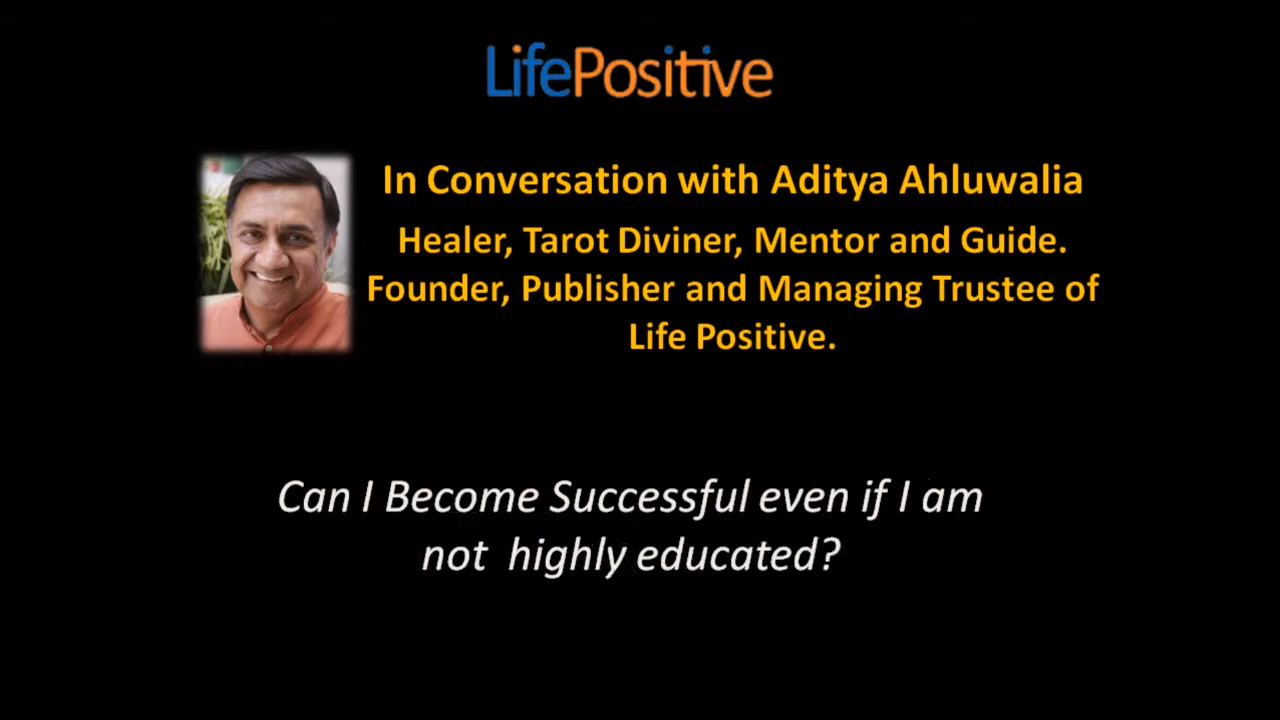 LifePositive
In Conversation with Aditya Ahluwalia
Healer, Tarot Diviner, Mentor and Guide.
Founder, Publisher and Managing Trustee of
Life Positive.
Can I Become Successful even if I am
not highly educated?